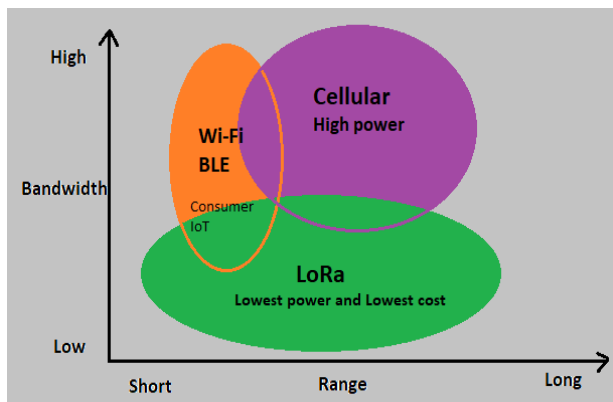 High
Cellular
High power
Wi-Fi
BLE
Bandwidth
Consumer
IoT
LoRa
Lowest power and Lowest cost
Low
Short
Range
Long